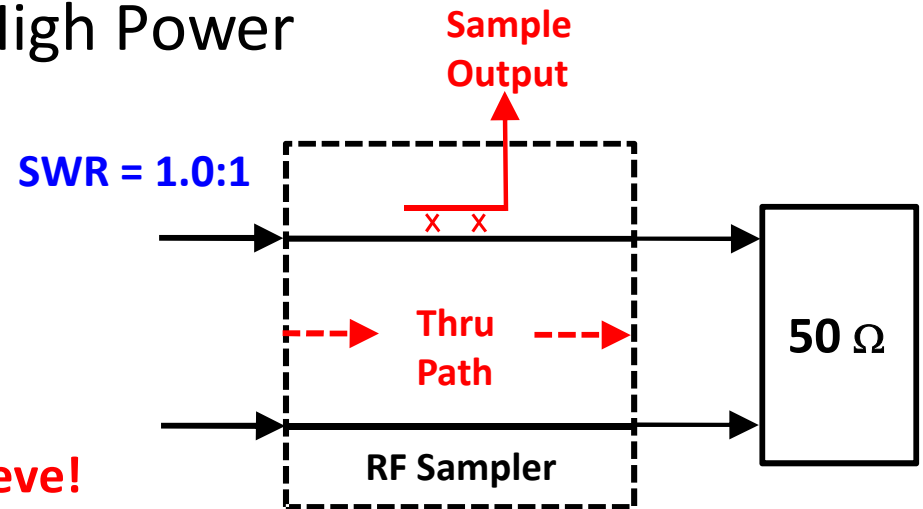 High Power
Sample
Output
SWR = 1.0:1
x x
Thru
Path
50 Ω
RF Sampler
eve!